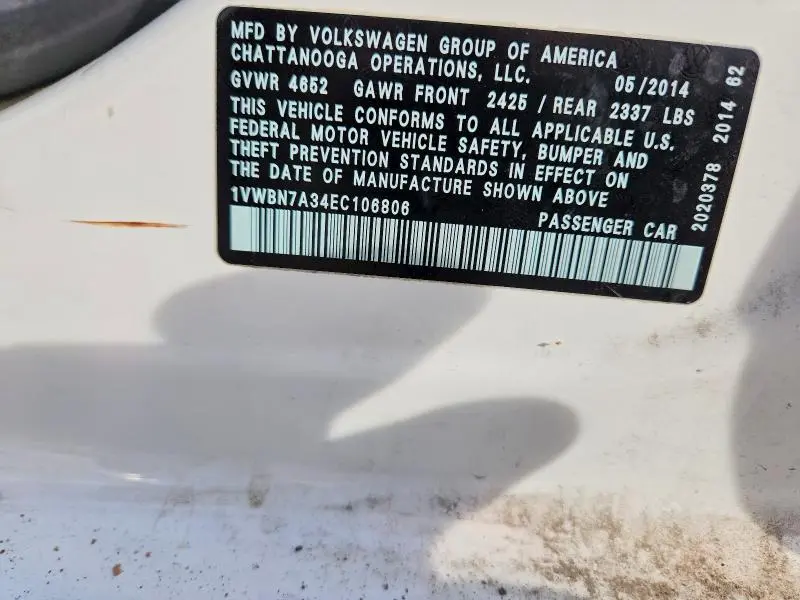 MFD BY VOLKSWAGEN GROUP OF AMERICA
CHATTANOOGA OPERATIONS, LLC. 05/2014
GVWR 4652 GAWR FRONT 2425 / REAR 2337 LBS
THIS VEHICLE CONFORMS TO ALL APPLICABLE U.S.
FEDERAL MOTOR VEHICLE SAFETY, BUMPER AND
THEFT PREVENTION STANDARDS IN EFFECT ON
THE DATE OF MANUFACTURE SHOWN ABOVE
1VWBN7A34EC106806 PASSENGER CAR
2020378 2014 62